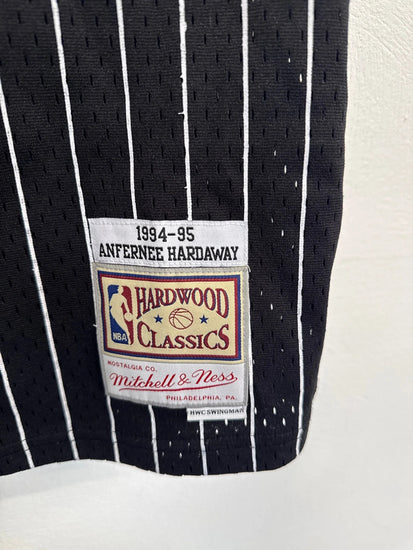 1994-95
ANFERNEE HARDAWAY
NBA
HARDWOOD
CLASSICS
NOSTALGIA CO.
Mitchell & Ness
PHILADELPHIA, PA.
HWC SWINGMAN